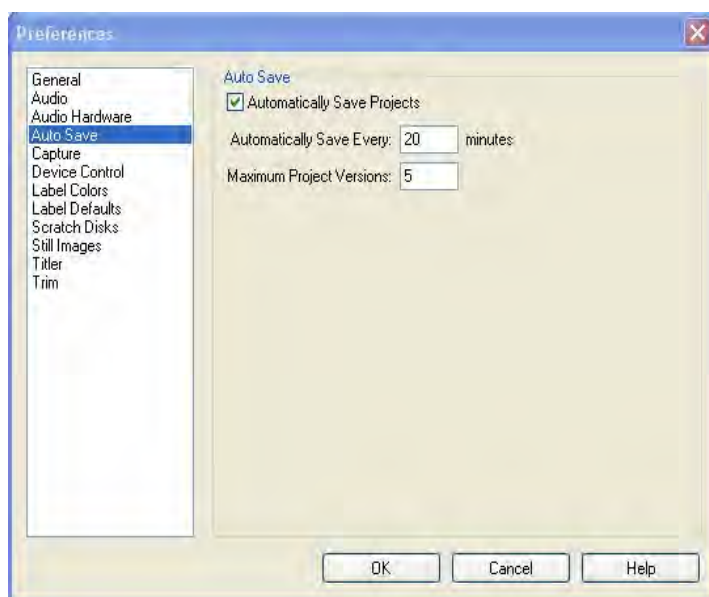 Preferences
General
Audio
Audio Hardware
Auto Save
Capture
Device Control
Label Colors
Label Defaults
Scratch Disks
Still Images
Titler
Trim
Auto Save
Automatically Save Projects
Automatically Save Every: 20 minutes
Maximum Project Versions: 5
OK Cancel Help